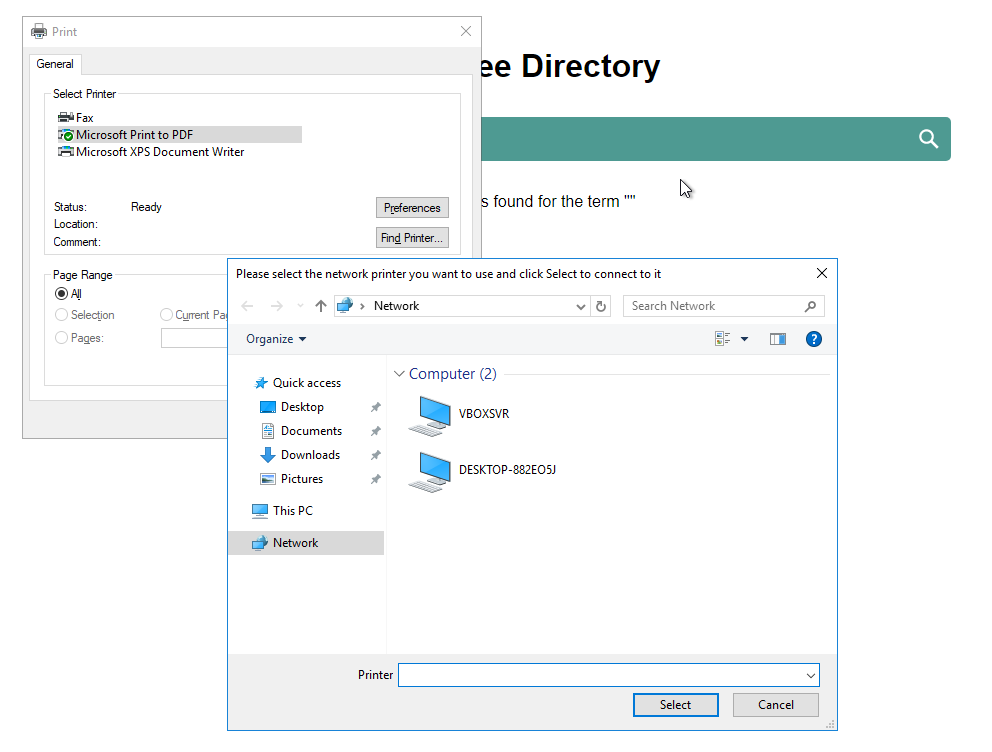 Print
General
ee Directory
Select Printer
Fax
Microsoft Print to PDF
Microsoft XPS Document Writer
Status: Ready
Preferences
s found for the term ""
Location:
Comment:
Find Printer...
Page Range
All
Selection
Current Pa
Pages:
Please select the network printer you want to use and click Select to connect to it
Network
Search Network
Organize
?
Computer (2)
Quick access
Desktop
Documents
Downloads
Pictures
This PC
Network
VBOXSVR
DESKTOP-882EO5J
Printer
Select
Cancel